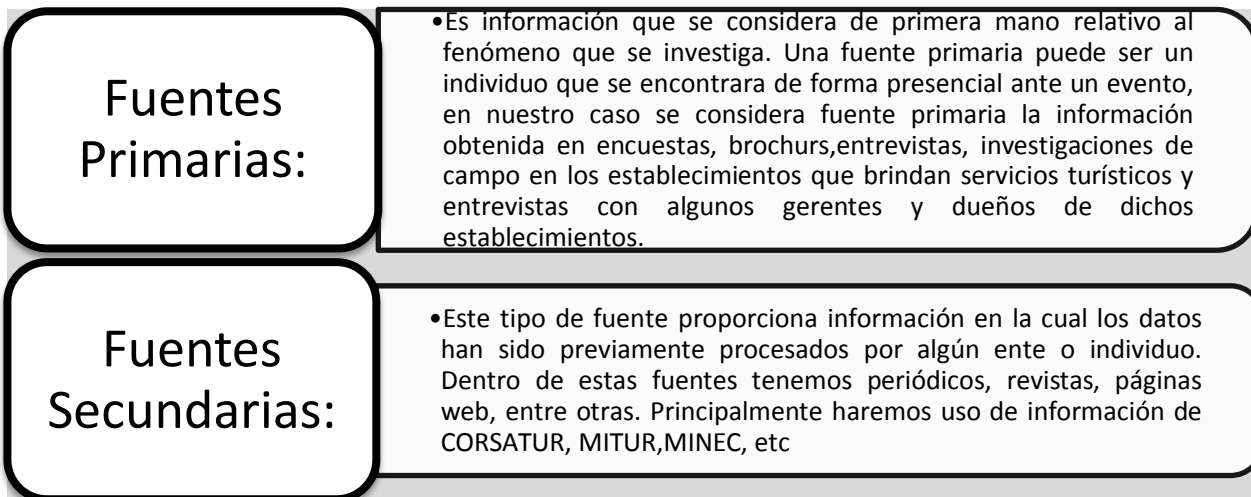 Fuentes
Primarias:
•Es información que se considera de primera mano relativo al
fenómeno que se investiga. Una fuente primaria puede ser un
individuo que se encontrara de forma presencial ante un evento,
en nuestro caso se considera fuente primaria la información
obtenida en encuestas, brochurs,entrevistas, investigaciones de
campo en los establecimientos que brindan servicios turísticos y
entrevistas con algunos gerentes y dueños de dichos
establecimientos.
Fuentes
Secundarias:
•Este tipo de fuente proporciona información en la cual los datos
han sido previamente procesados por algún ente o individuo.
Dentro de estas fuentes tenemos periódicos, revistas, páginas
web, entre otras. Principalmente haremos uso de información de
CORSATUR, MITUR,MINEC, etc